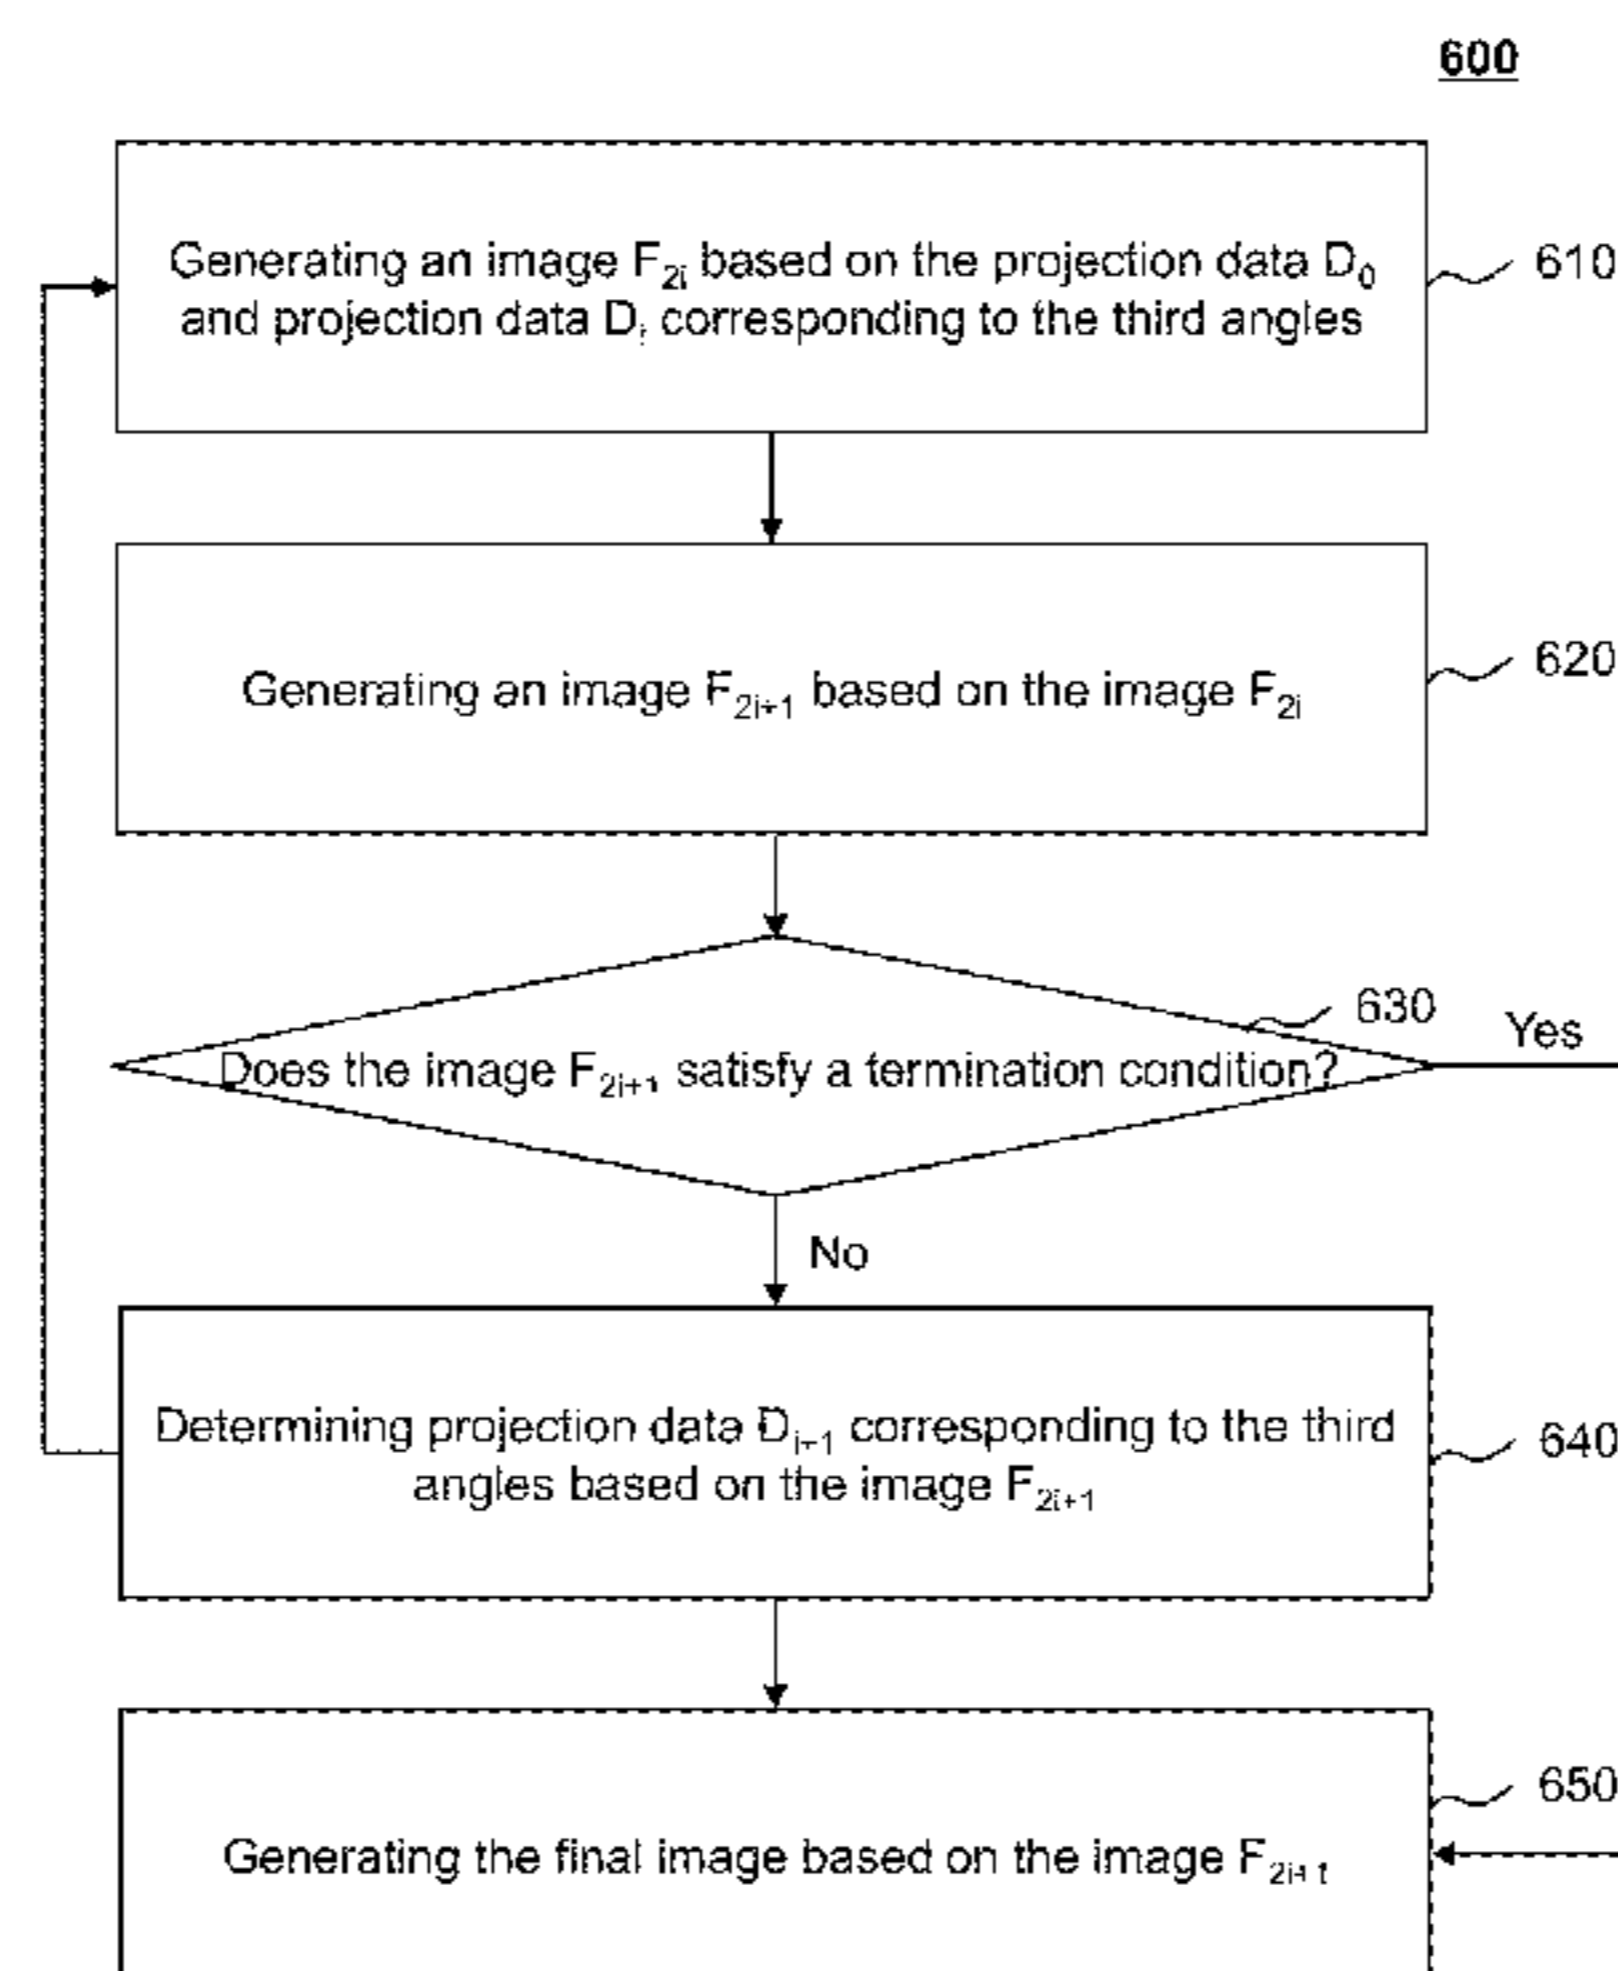 600
Generating an image F₂ᵢ based on the projection data D₀
and projection data Dᵢ corresponding to the third angles
610
Generating an image F₂ᵢ₊₁ based on the image F₂ᵢ
620
630
Yes
Does the image F₂ᵢ₊₁ satisfy a termination condition?
No
Determining projection data Dᵢ₊₁ corresponding to the third
angles based on the image F₂ᵢ₊₁
640
650
Generating the final image based on the image F₂ᵢ₊₁